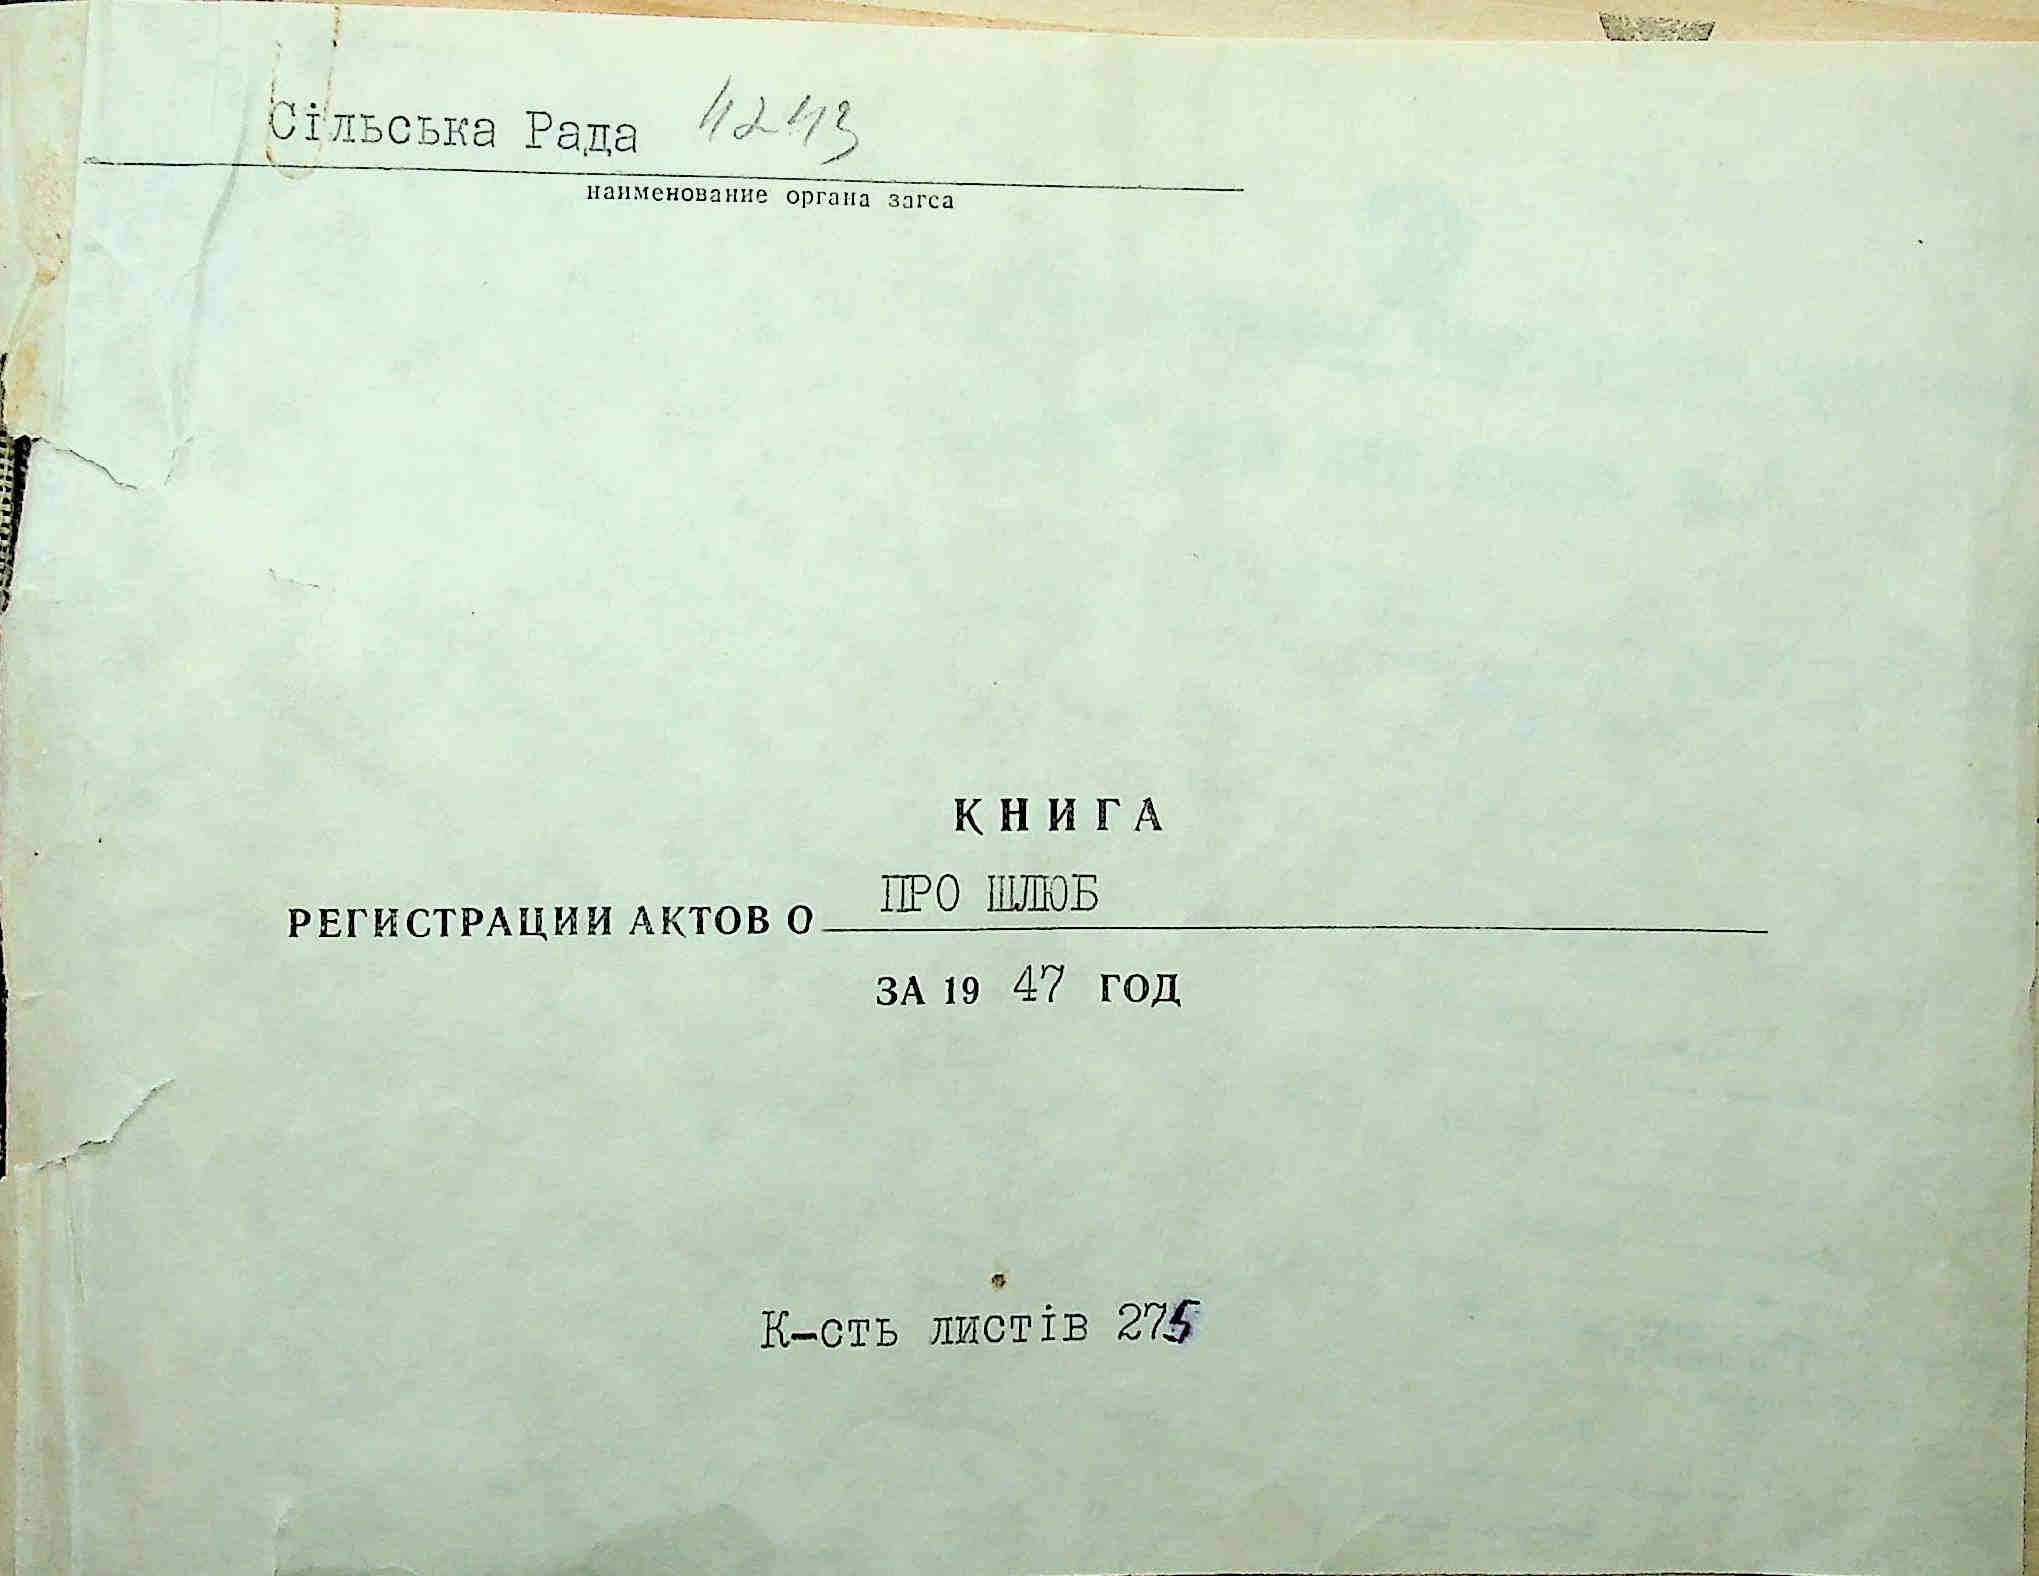 Сільська Рада 4243
наименование органа загса
КНИГА
РЕГИСТРАЦИИ АКТОВ О ПРО ШЛЮБ
ЗА 19 47 ГОД
К-сть листів 275